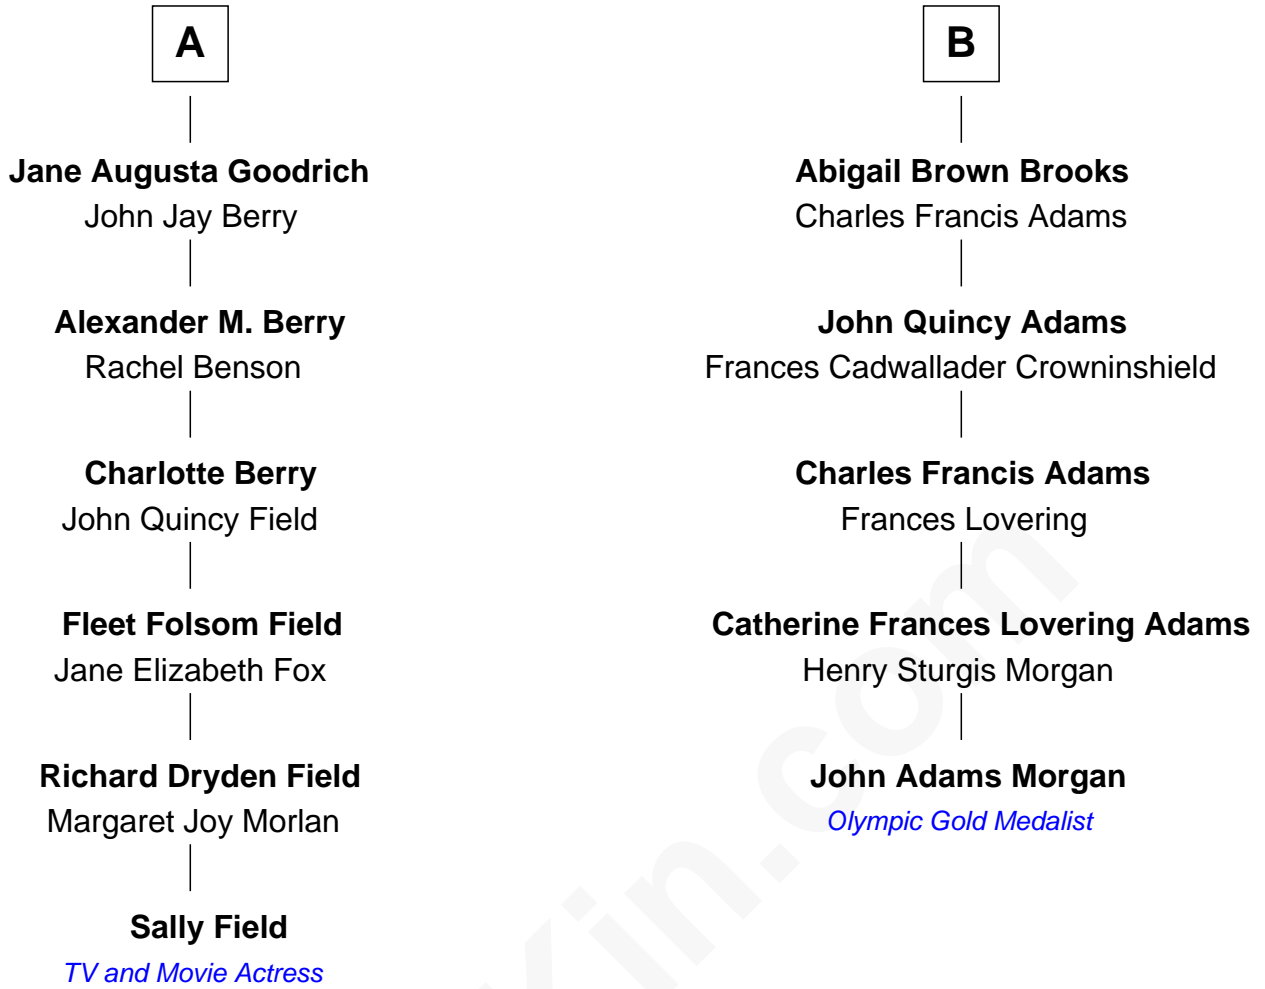 A
Jane Augusta Goodrich
John Jay Berry
Alexander M. Berry
Rachel Benson
Charlotte Berry
John Quincy Field
Fleet Folsom Field
Jane Elizabeth Fox
Richard Dryden Field
Margaret Joy Morlan
Sally Field
TV and Movie Actress
B
Abigail Brown Brooks
Charles Francis Adams
John Quincy Adams
Frances Cadwallader Crowninshield
Charles Francis Adams
Frances Lovering
Catherine Frances Lovering Adams
Henry Sturgis Morgan
John Adams Morgan
Olympic Gold Medalist
Kin.com